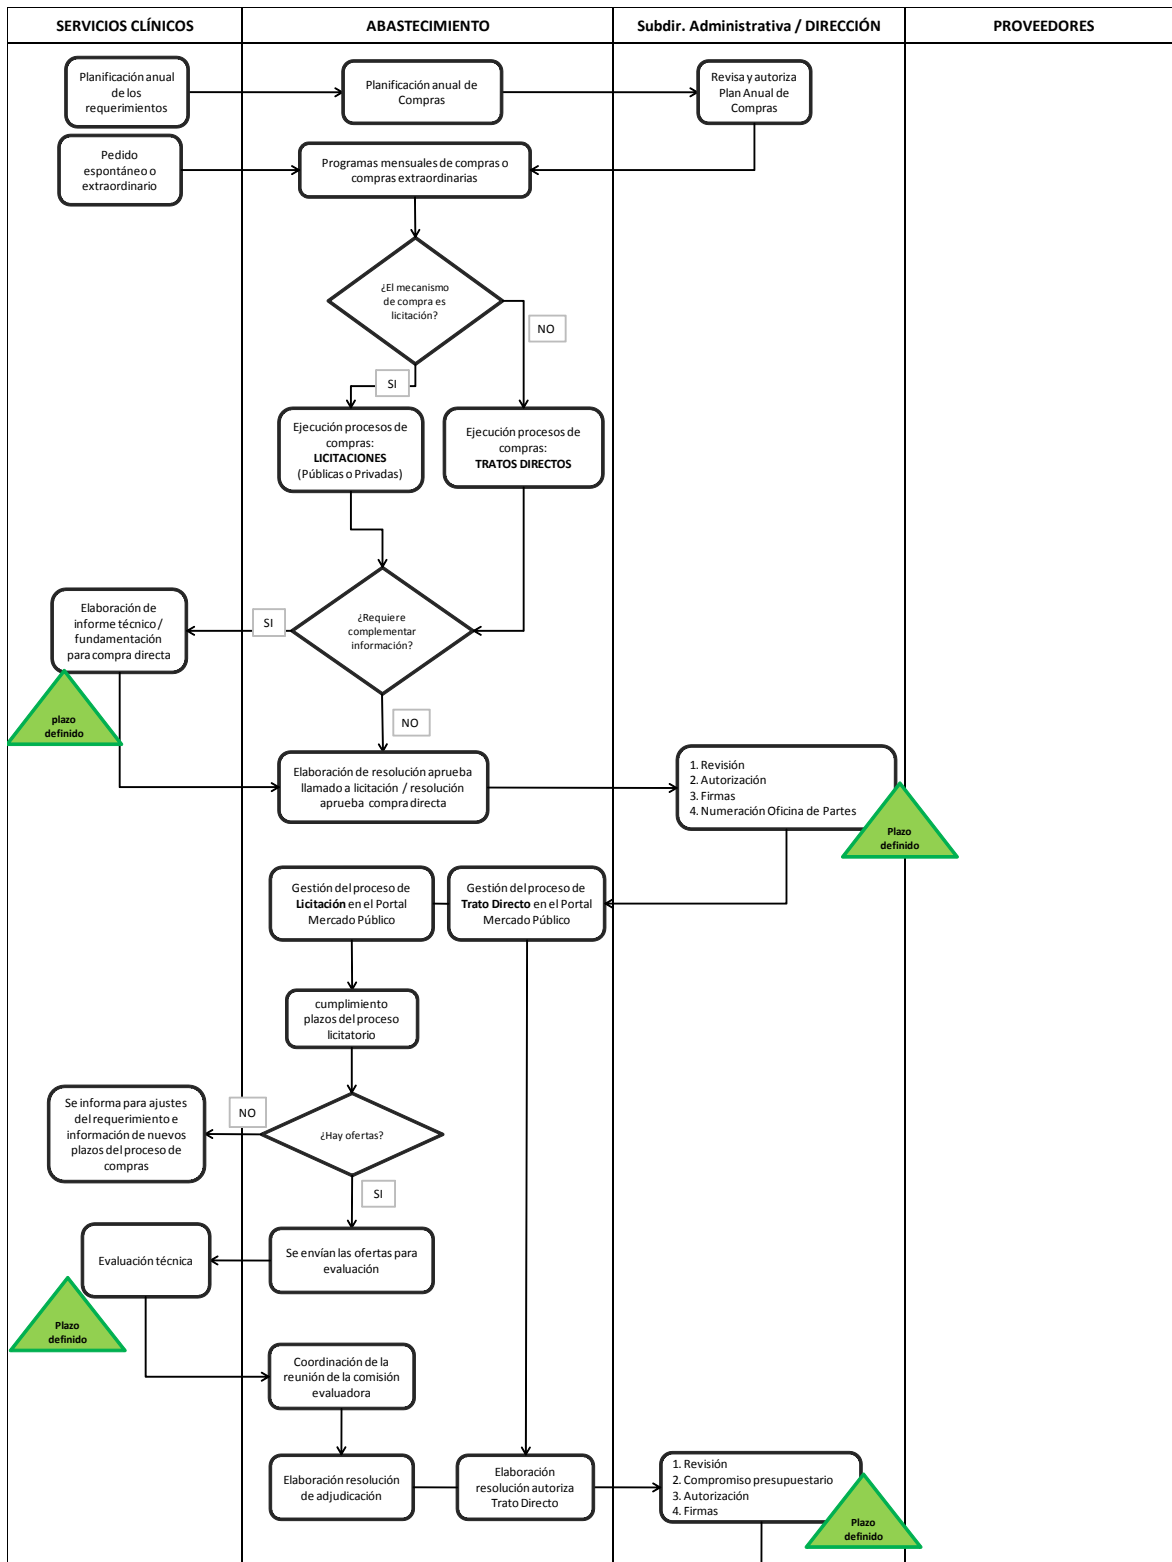 SERVICIOS CLÍNICOS
ABASTECIMIENTO
Subdir. Administrativa / DIRECCIÓN
PROVEEDORES
Planificación anual
de los
requerimientos
Planificación anual de
Compras
Revisa y autoriza
Plan Anual de
Compras
Pedido
espontáneo o
extraordinario
Programas mensuales de compras o
compras extraordinarias
¿El mecanismo
de compra es
licitación?
NO
SI
Ejecución procesos de
compras:
LICITACIONES
(Públicas o Privadas)
Ejecución procesos de
compras:
TRATOS DIRECTOS
Elaboración de
informe técnico /
fundamentación
para compra directa
SI
¿Requiere
complementar
información?
plazo
definido
NO
Elaboración de resolución aprueba
llamado a licitación / resolución
aprueba compra directa
1. Revisión
2. Autorización
3. Firmas
4. Numeración Oficina de Partes
Plazo
definido
Gestión del proceso de
Licitación en el Portal
Mercado Público
Gestión del proceso de
Trato Directo en el Portal
Mercado Público
cumplimiento
plazos del proceso
licitatorio
Se informa para ajustes
del requerimiento e
información de nuevos
plazos del proceso de
compras
NO
¿Hay ofertas?
SI
Evaluación técnica
Se envían las ofertas para
evaluación
Plazo
definido
Coordinación de la
reunión de la comisión
evaluadora
Elaboración resolución
de adjudicación
Elaboración
resolución autoriza
Trato Directo
1. Revisión
2. Compromiso presupuestario
3. Autorización
4. Firmas
Plazo
definido